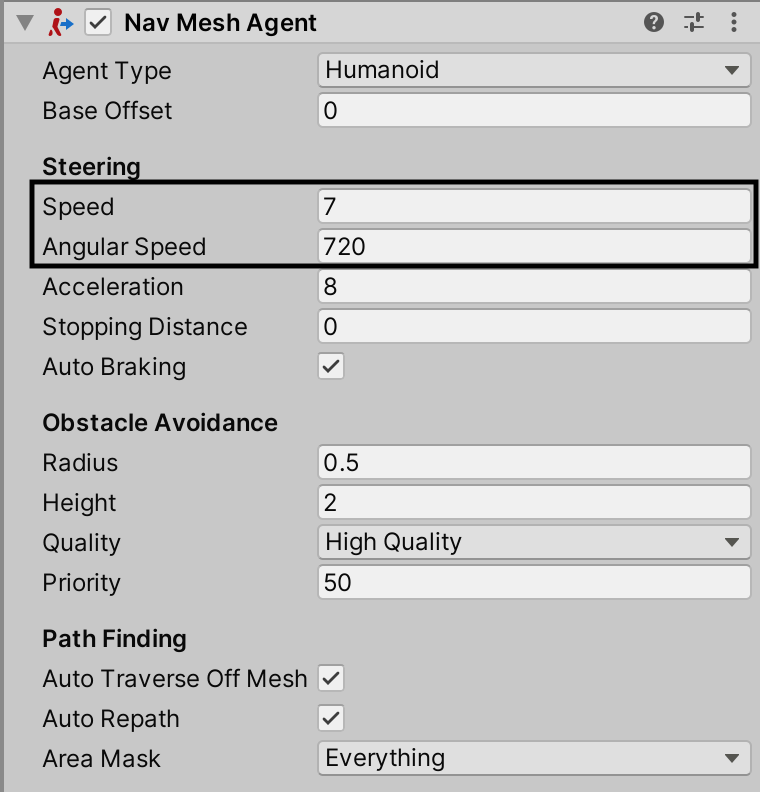 Nav Mesh Agent
Agent Type Humanoid
Base Offset 0
Steering
Speed 7
Angular Speed 720
Acceleration 8
Stopping Distance 0
Auto Braking
Obstacle Avoidance
Radius 0.5
Height 2
Quality High Quality
Priority 50
Path Finding
Auto Traverse Off Mesh
Auto Repath
Area Mask Everything